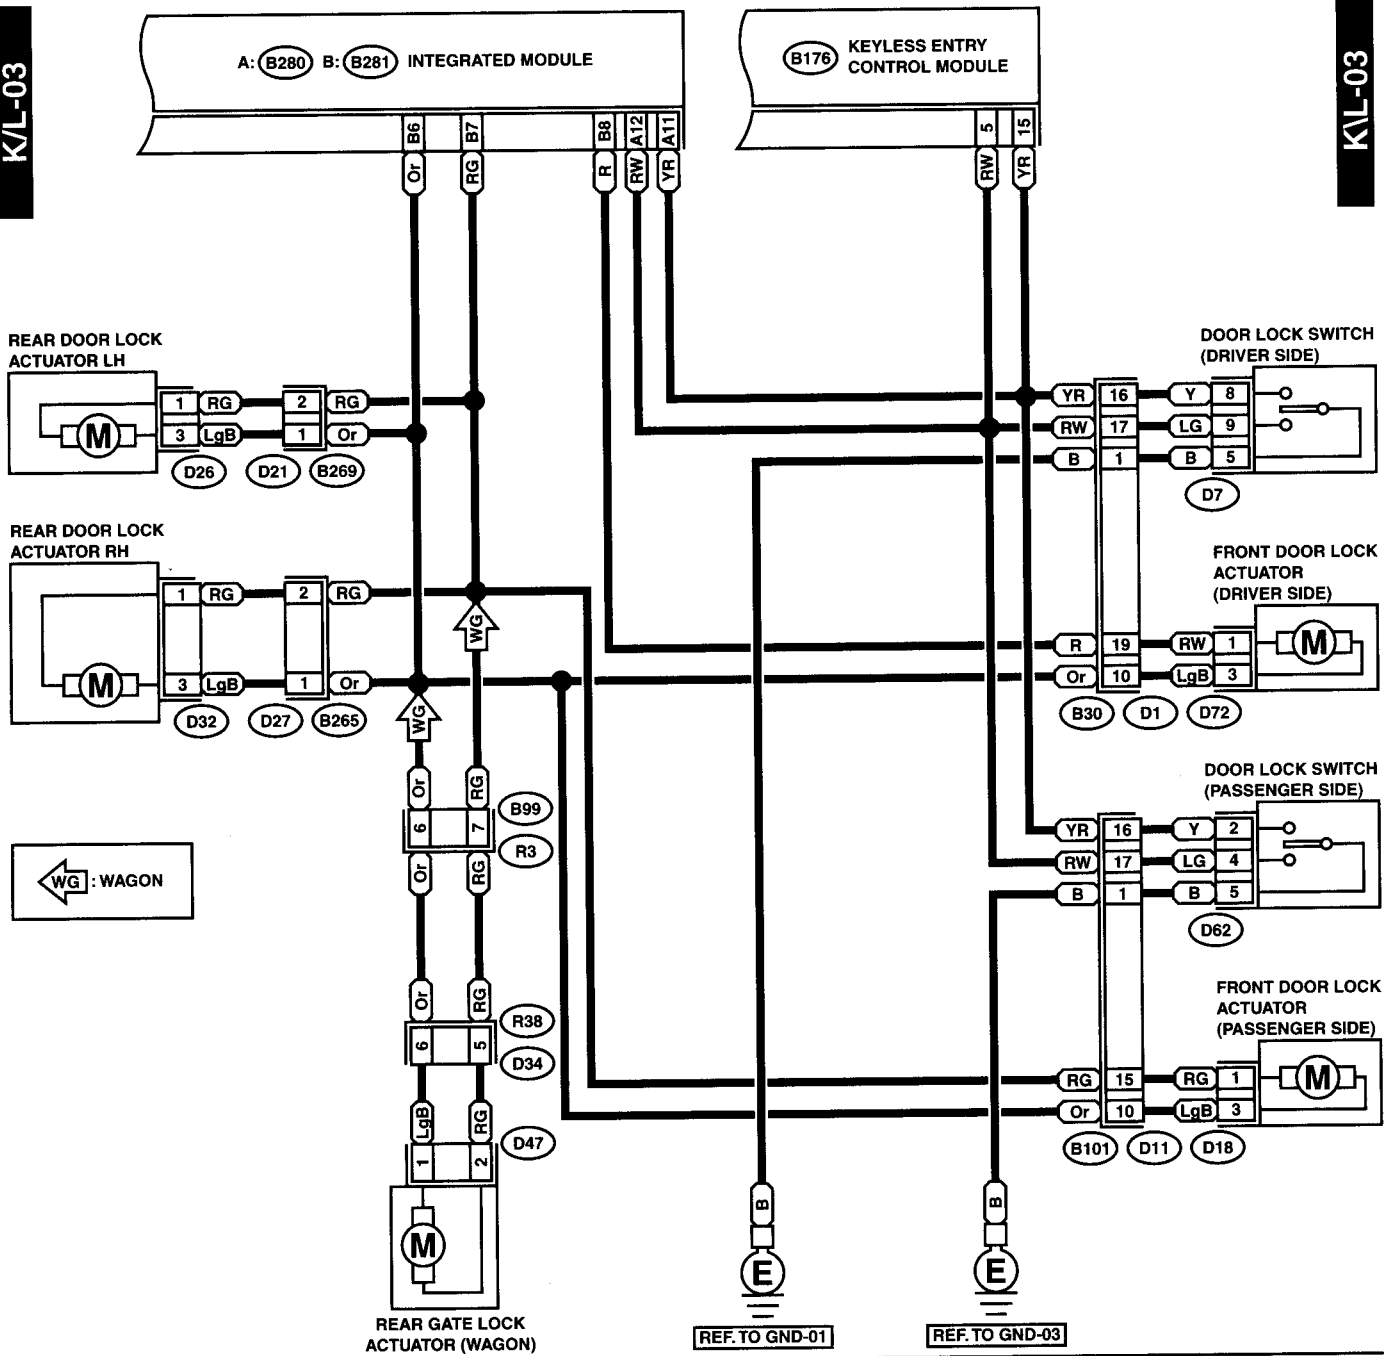 K/L-03
A: B280 B: B281 INTEGRATED MODULE
B6 B7 B8 A12 A11
Or RG R RW YR
B176 KEYLESS ENTRY
CONTROL MODULE
5 15
RW YR
K\L-03
REAR DOOR LOCK
ACTUATOR LH
M
1 RG 2 RG
3 LgB 1 Or
D26 D21 B269
REAR DOOR LOCK
ACTUATOR RH
M
1 RG 2 RG
3 LgB 1 Or
D32 D27 B265
WG
WG
Or RG
6 7
B99
R3
Or RG
Or RG
6 5
R38
D34
LgB RG
1 2
D47
M
REAR GATE LOCK
ACTUATOR (WAGON)
WG : WAGON
DOOR LOCK SWITCH
(DRIVER SIDE)
YR 16 Y 8
RW 17 LG 9
B 1 B 5
D7
FRONT DOOR LOCK
ACTUATOR
(DRIVER SIDE)
R 19 RW 1
Or 10 LgB 3
M
B30 D1 D72
DOOR LOCK SWITCH
(PASSENGER SIDE)
YR 16 Y 2
RW 17 LG 4
B 1 B 5
D62
FRONT DOOR LOCK
ACTUATOR
(PASSENGER SIDE)
RG 15 RG 1
Or 10 LgB 3
M
B101 D11 D18
B
E
REF. TO GND-01
B
E
REF. TO GND-03